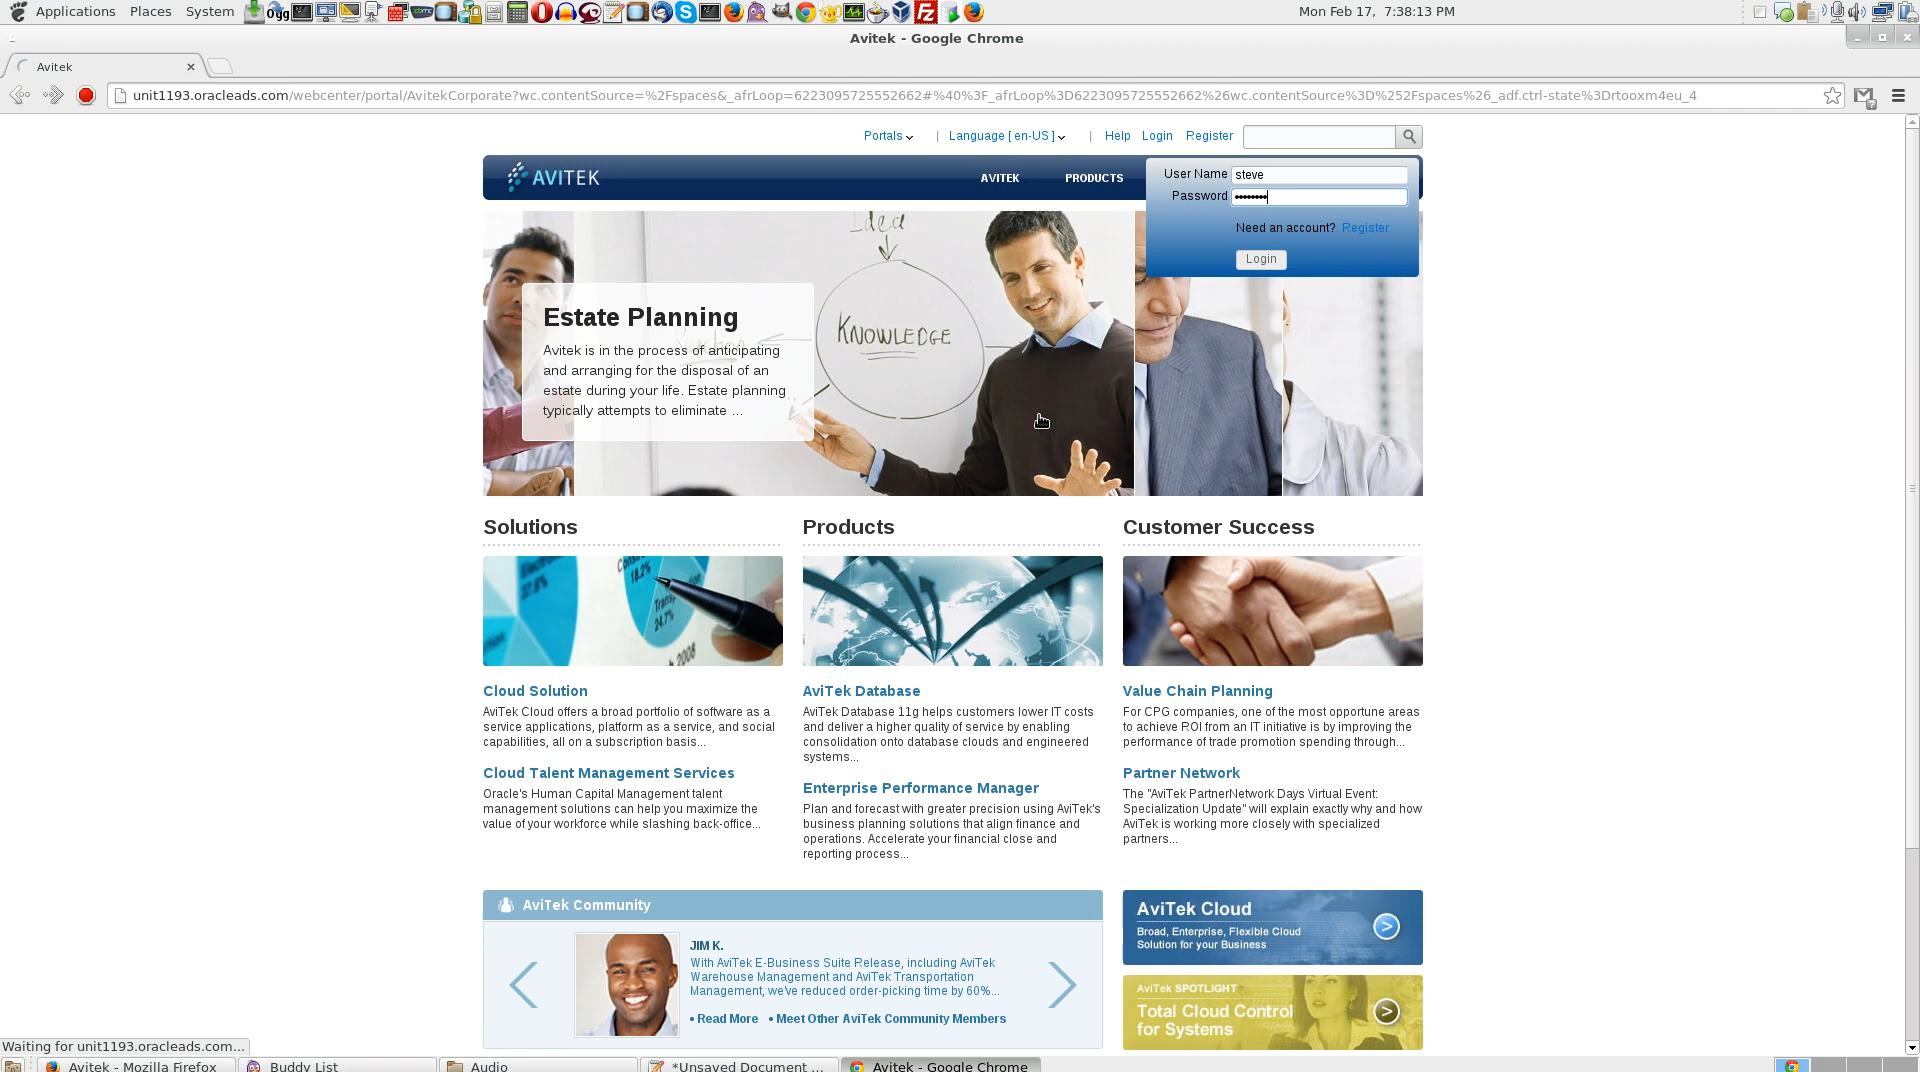 Applications Places System Ogg Mon Feb 17, 7:38:13 PM
Avitek - Google Chrome
Avitek
unit1193.oracleads.com/webcenter/portal/AvitekCorporate?wc.contentSource=%2Fspaces&_afrLoop=6223095725552662#%40%3F_afrLoop%3D6223095725552662%26wc.contentSource%3D%252Fspaces%26_adf.ctrl-state%3Drtooxm4eu_4
Portals | Language [ en-US ] | Help Login Register
AVITEK AVITEK PRODUCTS
User Name steve
Password ••••••••
Need an account? Register
Login
Idea
KNOWLEDGE
Estate Planning
Avitek is in the process of anticipating
and arranging for the disposal of an
estate during your life. Estate planning
typically attempts to eliminate ...
Solutions
18.2%
24.7%
2008
Cloud Solution
AviTek Cloud offers a broad portfolio of software as a
service applications, platform as a service, and social
capabilities, all on a subscription basis...
Cloud Talent Management Services
Oracle's Human Capital Management talent
management solutions can help you maximize the
value of your workforce while slashing back-office...
Products
AviTek Database
AviTek Database 11g helps customers lower IT costs
and deliver a higher quality of service by enabling
consolidation onto database clouds and engineered
systems...
Enterprise Performance Manager
Plan and forecast with greater precision using AviTek's
business planning solutions that align finance and
operations. Accelerate your financial close and
reporting process...
Customer Success
Value Chain Planning
For CPG companies, one of the most opportune areas
to achieve ROI from an IT initiative is by improving the
performance of trade promotion spending through...
Partner Network
The "AviTek PartnerNetwork Days Virtual Event:
Specialization Update" will explain exactly why and how
AviTek is working more closely with specialized
partners...
AviTek Community
JIM K.
With AviTek E-Business Suite Release, including AviTek
Warehouse Management and AviTek Transportation
Management, we've reduced order-picking time by 60%...
• Read More • Meet Other AviTek Community Members
AviTek Cloud
Broad, Enterprise, Flexible Cloud
Solution for your Business
AviTek SPOTLIGHT
Total Cloud Control
for Systems
Waiting for unit1193.oracleads.com...
Avitek - Mozilla Firefox Buddy List Audio *Unsaved Document ... Avitek - Google Chrome